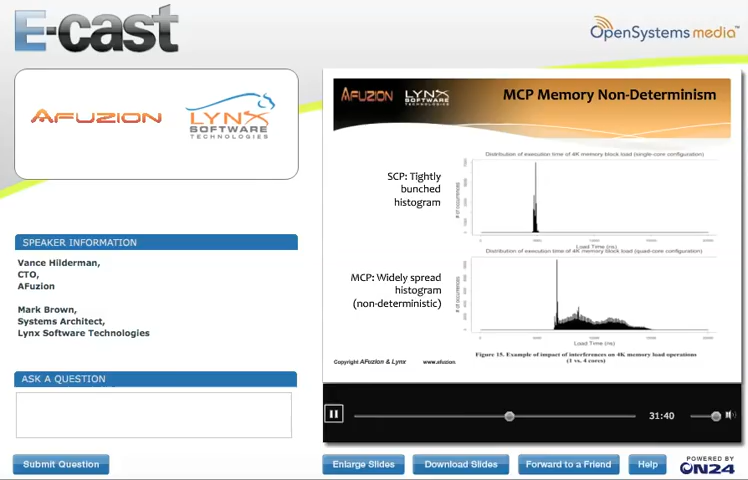 E-cast
OpenSystems media™
AFUZION
LYNX
SOFTWARE
TECHNOLOGIES
SPEAKER INFORMATION
Vance Hilderman,
CTO,
AFuzion
Mark Brown,
Systems Architect,
Lynx Software Technologies
ASK A QUESTION
Submit Question
AFUZION
LYNX
SOFTWARE
TECHNOLOGIES
MCP Memory Non-Determinism
Distribution of execution time of 4K memory block load (single-core configuration)
SCP: Tightly
bunched
histogram
# of occurrences
Load Time (ns)
Distribution of execution time of 4K memory block load (quad-core configuration)
MCP: Widely spread
histogram
(non-deterministic)
# of occurrences
Load Time (ns)
Figure 15. Example of impact of interferences on 4K memory load operations
(1 vs. 4 cores)
Copyright AFuzion & Lynx www.afuzion.
31:40
Enlarge Slides
Download Slides
Forward to a Friend
Help
POWERED BY
ON24